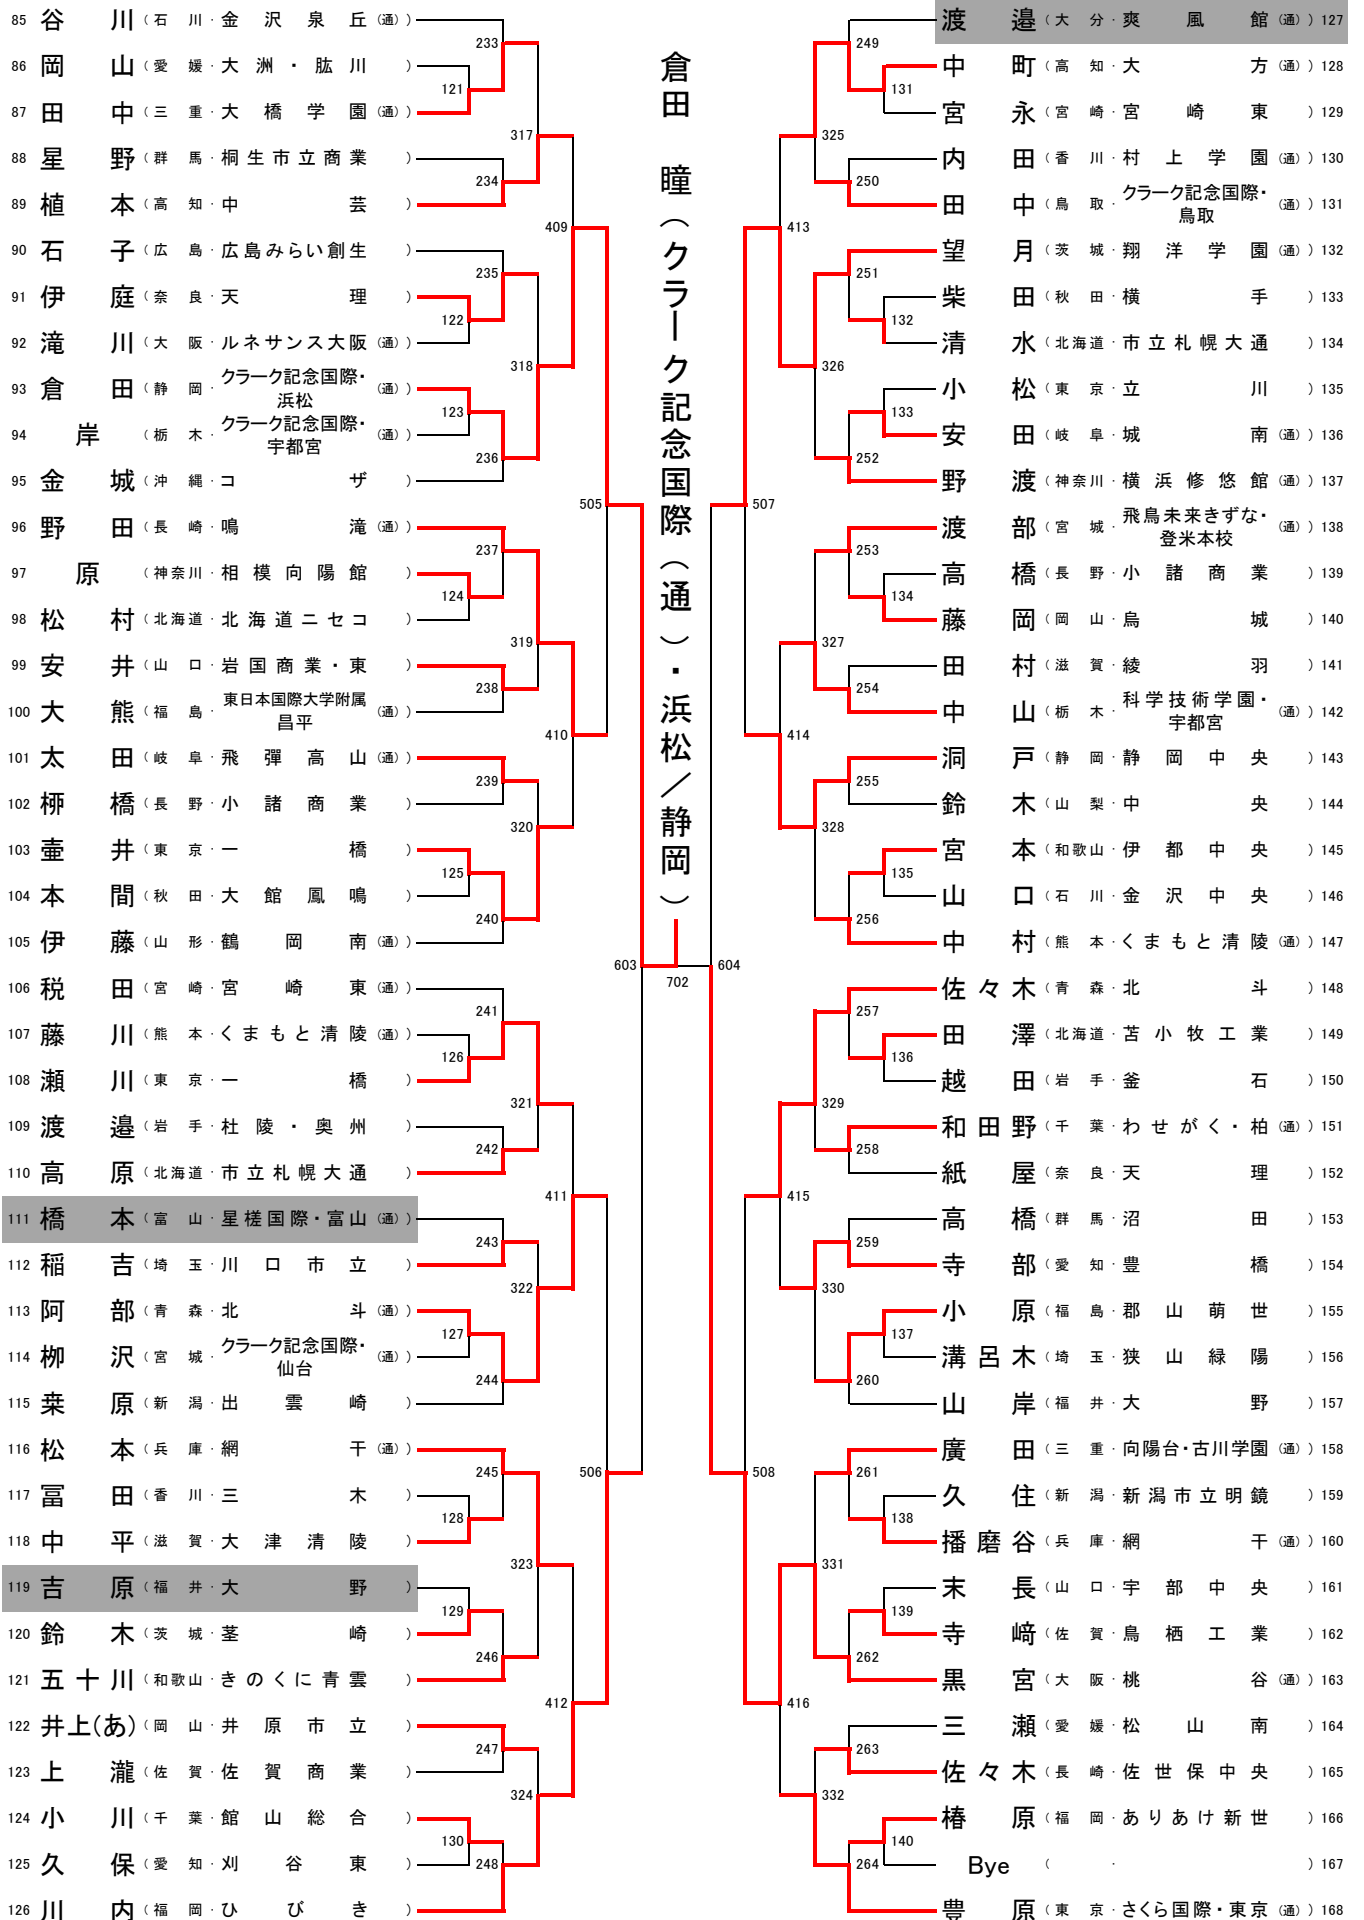 85 谷川 (石川・金沢泉丘 (通))
86 岡山 (愛媛・大洲・肱川)
87 田中 (三重・大橋学園 (通))
88 星野 (群馬・桐生市立商業)
89 植本 (高知・中芸)
90 石子 (広島・広島みらい創生)
91 伊庭 (奈良・天理)
92 滝川 (大阪・ルネサンス大阪 (通))
93 倉田 (静岡・クラーク記念国際・浜松 (通))
94 岸 (栃木・クラーク記念国際・宇都宮 (通))
95 金城 (沖縄・コザ)
96 野田 (長崎・鳴滝 (通))
97 原 (神奈川・相模向陽館)
98 松村 (北海道・北海道ニセコ)
99 安井 (山口・岩国商業・東)
100 大熊 (福島・東日本国際大学附属昌平 (通))
101 太田 (岐阜・飛騨高山 (通))
102 栁橋 (長野・小諸商業)
103 壷井 (東京・一橋)
104 本間 (秋田・大館鳳鳴)
105 伊藤 (山形・鶴岡南 (通))
106 税田 (宮崎・宮崎東 (通))
107 藤川 (熊本・くまもと清陵 (通))
108 瀬川 (東京・一橋)
109 渡邉 (岩手・杜陵・奥州)
110 高原 (北海道・市立札幌大通)
111 橋本 (富山・星槎国際・富山 (通))
112 稲吉 (埼玉・川口市立)
113 阿部 (青森・北斗 (通))
114 栁沢 (宮城・クラーク記念国際・仙台 (通))
115 桒原 (新潟・出雲崎)
116 松本 (兵庫・網干 (通))
117 冨田 (香川・三木)
118 中平 (滋賀・大津清陵)
119 吉原 (福井・大野)
120 鈴木 (茨城・茎崎)
121 五十川 (和歌山・きのくに青雲)
122 井上(あ) (岡山・井原市立)
123 上瀧 (佐賀・佐賀商業)
124 小川 (千葉・館山総合)
125 久保 (愛知・刈谷東)
126 川内 (福岡・ひびき)
233
121
317
234
409
235
122
318
123
236
505
237
124
319
238
410
239
320
125
240
603
241
126
321
242
411
243
322
127
244
506
245
128
323
129
246
412
247
324
130
248
倉田 瞳(クラーク記念国際(通)・浜松/静岡)
702
249
131
325
250
413
251
132
326
133
252
507
253
134
327
254
414
255
328
135
256
604
257
136
329
258
415
259
330
137
260
508
261
138
331
139
262
416
263
332
140
264
渡邉 (大分・爽風館 (通)) 127
中町 (高知・大方 (通)) 128
宮永 (宮崎・宮崎東) 129
内田 (香川・村上学園 (通)) 130
田中 (鳥取・クラーク記念国際・鳥取 (通)) 131
望月 (茨城・翔洋学園 (通)) 132
柴田 (秋田・横手) 133
清水 (北海道・市立札幌大通) 134
小松 (東京・立川) 135
安田 (岐阜・城南 (通)) 136
野渡 (神奈川・横浜修悠館 (通)) 137
渡部 (宮城・飛鳥未来きずな・登米本校 (通)) 138
高橋 (長野・小諸商業) 139
藤岡 (岡山・烏城) 140
田村 (滋賀・綾羽) 141
中山 (栃木・科学技術学園・宇都宮 (通)) 142
洞戸 (静岡・静岡中央) 143
鈴木 (山梨・中央) 144
宮本 (和歌山・伊都中央) 145
山口 (石川・金沢中央) 146
中村 (熊本・くまもと清陵 (通)) 147
佐々木 (青森・北斗) 148
田澤 (北海道・苫小牧工業) 149
越田 (岩手・釜石) 150
和田野 (千葉・わせがく・柏 (通)) 151
紙屋 (奈良・天理) 152
高橋 (群馬・沼田) 153
寺部 (愛知・豊橋) 154
小原 (福島・郡山萌世) 155
溝呂木 (埼玉・狭山緑陽) 156
山岸 (福井・大野) 157
廣田 (三重・向陽台・古川学園 (通)) 158
久住 (新潟・新潟市立明鏡) 159
播磨谷 (兵庫・網干 (通)) 160
末長 (山口・宇部中央) 161
寺﨑 (佐賀・鳥栖工業) 162
黒宮 (大阪・桃谷 (通)) 163
三瀬 (愛媛・松山南) 164
佐々木 (長崎・佐世保中央) 165
椿原 (福岡・ありあけ新世) 166
Bye (・) 167
豊原 (東京・さくら国際・東京 (通)) 168